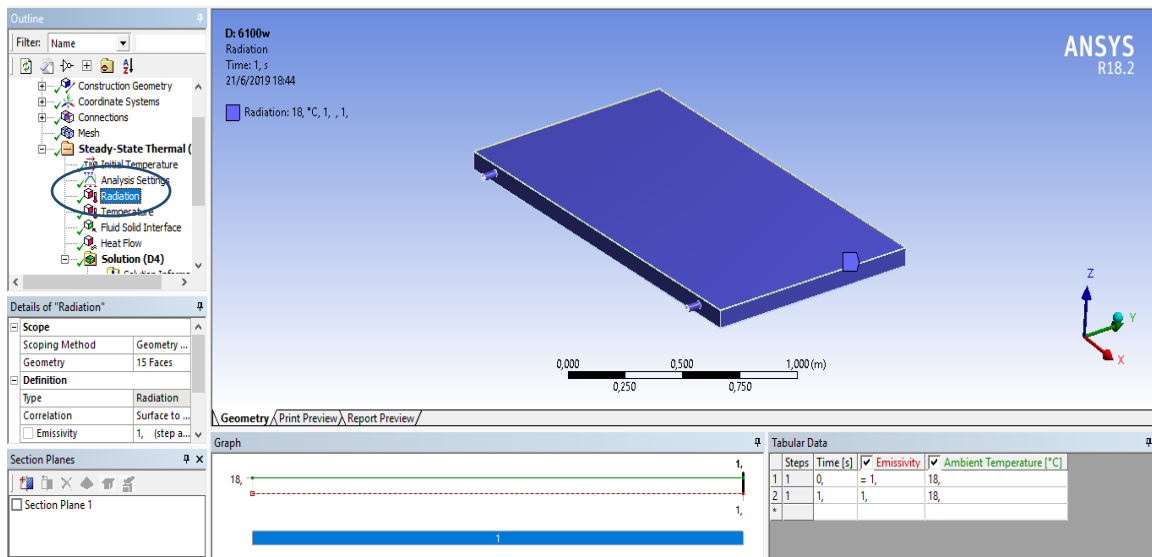 Outline
Filter: Name
Construction Geometry
Coordinate Systems
Connections
Mesh
Steady-State Thermal (
Initial Temperature
Analysis Settings
Radiation
Temperature
Fluid Solid Interface
Heat Flow
Solution (D4)
Details of "Radiation"
Scope
Scoping Method Geometry ...
Geometry 15 Faces
Definition
Type Radiation
Correlation Surface to ...
Emissivity 1, (step a...
Section Planes
Section Plane 1
D: 6100w
Radiation
Time: 1, s
21/6/2019 18:44
Radiation: 18, °C, 1, , 1,
ANSYS
R18.2
Z
Y
X
0,000 0,500 1,000 (m)
0,250 0,750
Geometry Print Preview Report Preview
Graph
1,
18,
1,
1
Tabular Data
Steps Time [s] Emissivity Ambient Temperature [°C]
1 1 0, = 1, 18,
2 1 1, 1, 18,
*